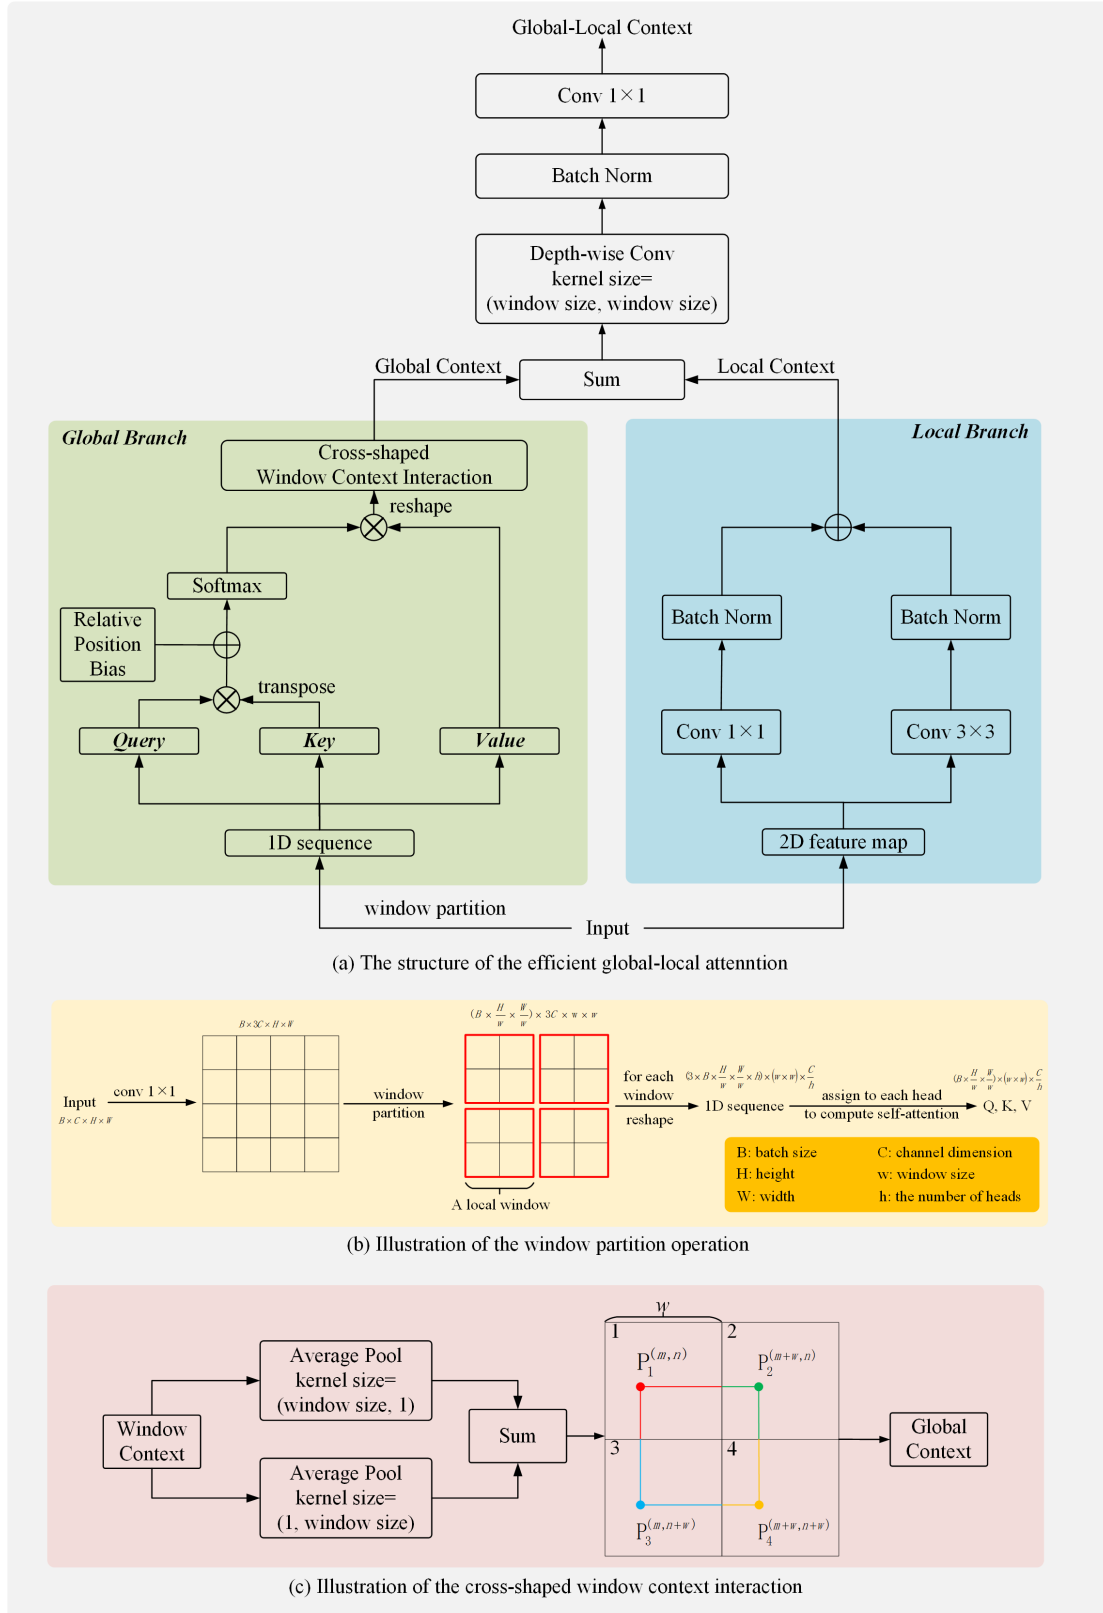 Global-Local Context
Conv 1×1
Batch Norm
Depth-wise Conv
kernel size=
(window size, window size)
Global Context
Sum
Local Context
Global Branch
Local Branch
Cross-shaped
Window Context Interaction
reshape
Softmax
Relative
Position
Bias
transpose
Query
Key
Value
1D sequence
Batch Norm
Batch Norm
Conv 1×1
Conv 3×3
2D feature map
window partition
Input
(a) The structure of the efficient global-local attenntion
B×3C×H×W
(B × H/w × W/w) × 3C × w × w
Input
B×C×H×W
conv 1×1
window
partition
A local window
for each
window
reshape
(3 × B × H/w × W/w × h) × (w×w) × C/h
1D sequence
assign to each head
to compute self-attention
(B × H/w × W/w) × (w×w) × C/h
Q, K, V
B: batch size
C: channel dimension
H: height
w: window size
W: width
h: the number of heads
(b) Illustration of the window partition operation
Window
Context
Average Pool
kernel size=
(window size, 1)
Average Pool
kernel size=
(1, window size)
Sum
w
1
2
P1(m,n)
P2(m+w,n)
3
4
P3(m,n+w)
P4(m+w,n+w)
Global
Context
(c) Illustration of the cross-shaped window context interaction